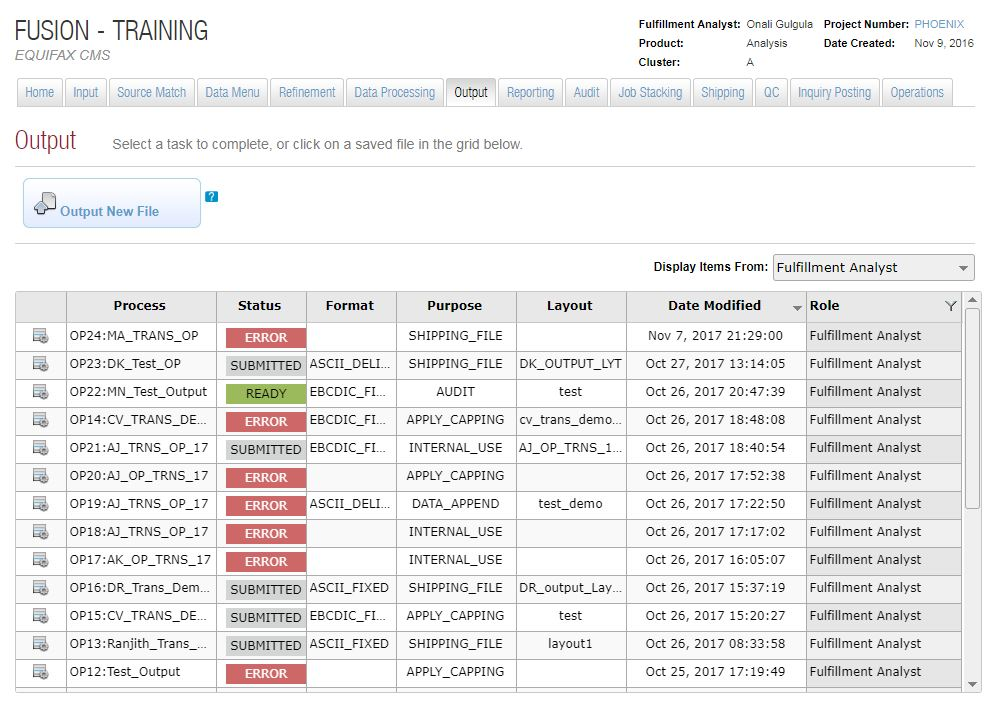 FUSION - TRAINING
EQUIFAX CMS
Fulfillment Analyst: Onali Gulgula Project Number: PHOENIX
Product: Analysis Date Created: Nov 9, 2016
Cluster: A
Home Input Source Match Data Menu Refinement Data Processing Output Reporting Audit Job Stacking Shipping QC Inquiry Posting Operations
Output Select a task to complete, or click on a saved file in the grid below.
Output New File ?
Display Items From: Fulfillment Analyst
Process Status Format Purpose Layout Date Modified Role
OP24:MA_TRANS_OP ERROR SHIPPING_FILE Nov 7, 2017 21:29:00 Fulfillment Analyst
OP23:DK_Test_OP SUBMITTED ASCII_DELI... SHIPPING_FILE DK_OUTPUT_LYT Oct 27, 2017 13:14:05 Fulfillment Analyst
OP22:MN_Test_Output READY EBCDIC_FI... AUDIT test Oct 26, 2017 20:47:39 Fulfillment Analyst
OP14:CV_TRANS_DE... ERROR EBCDIC_FI... APPLY_CAPPING cv_trans_demo... Oct 26, 2017 18:48:08 Fulfillment Analyst
OP21:AJ_TRNS_OP_17 SUBMITTED EBCDIC_FI... INTERNAL_USE AJ_OP_TRNS_1... Oct 26, 2017 18:40:54 Fulfillment Analyst
OP20:AJ_OP_TRNS_17 ERROR APPLY_CAPPING Oct 26, 2017 17:52:38 Fulfillment Analyst
OP19:AJ_TRNS_OP_17 ERROR ASCII_DELI... DATA_APPEND test_demo Oct 26, 2017 17:22:50 Fulfillment Analyst
OP18:AJ_TRNS_OP_17 ERROR INTERNAL_USE Oct 26, 2017 17:17:02 Fulfillment Analyst
OP17:AK_OP_TRNS_17 ERROR INTERNAL_USE Oct 26, 2017 16:05:07 Fulfillment Analyst
OP16:DR_Trans_Dem... SUBMITTED ASCII_FIXED SHIPPING_FILE DR_output_Lay... Oct 26, 2017 15:37:19 Fulfillment Analyst
OP15:CV_TRANS_DE... SUBMITTED EBCDIC_FI... APPLY_CAPPING test Oct 26, 2017 15:20:27 Fulfillment Analyst
OP13:Ranjith_Trans_... SUBMITTED ASCII_FIXED SHIPPING_FILE layout1 Oct 26, 2017 08:33:58 Fulfillment Analyst
OP12:Test_Output ERROR APPLY_CAPPING Oct 25, 2017 17:19:49 Fulfillment Analyst